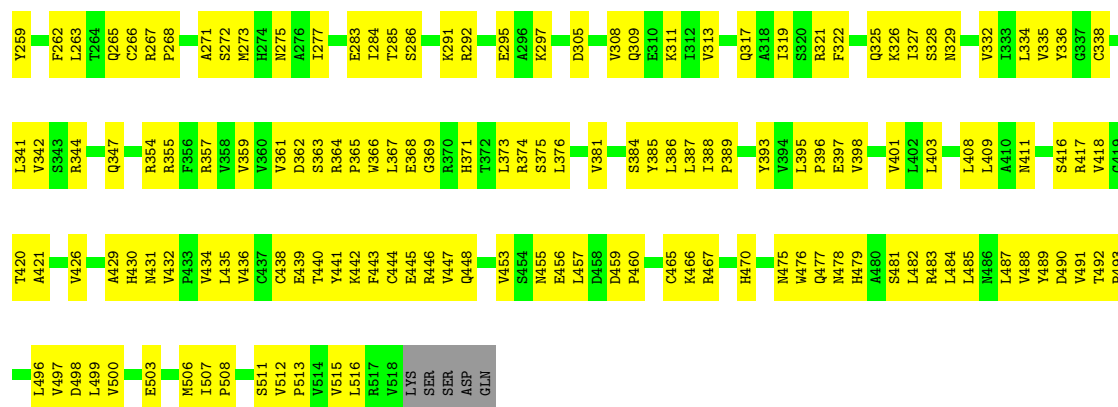 Y259 F262 L263 T264 Q265 C266 R267 P268 A271 S272 M273 H274 N275 A276 I277 E283 I284 T285 S286 K291 R292 E295 A296 K297 D305 V308 Q309 E310 K311 I312 V313 Q317 A318 I319 S320 R321 F322 Q325 K326 I327 S328 N329 V332 I333 L334 V335 Y336 G337 C338
L341 V342 S343 R344 Q347 R354 R355 F356 R357 V358 V359 V360 V361 D362 S363 R364 P365 W366 L367 E368 G369 R370 H371 T372 L373 R374 S375 L376 V381 S384 Y385 L386 L387 I388 P389 Y393 V394 L395 P396 E397 V398 V401 L402 L403 L408 L409 A410 N411 S416 R417 V418 G419
T420 A421 V426 A429 H430 N431 V432 P433 V434 L435 V436 C437 C438 E439 T440 Y441 K442 F443 C444 E445 R446 V447 Q448 V453 S454 N455 E456 L457 D458 D459 P460 C465 K466 R467 H470 N475 W476 Q477 N478 H479 A480 S481 L482 R483 L484 L485 N486 L487 V488 Y489 D490 V491 T492 P493
L496 V497 D498 L499 V500 E503 M506 I507 P508 S511 V512 P513 V514 V515 L516 R517 V518 LYS SER SER ASP GLN